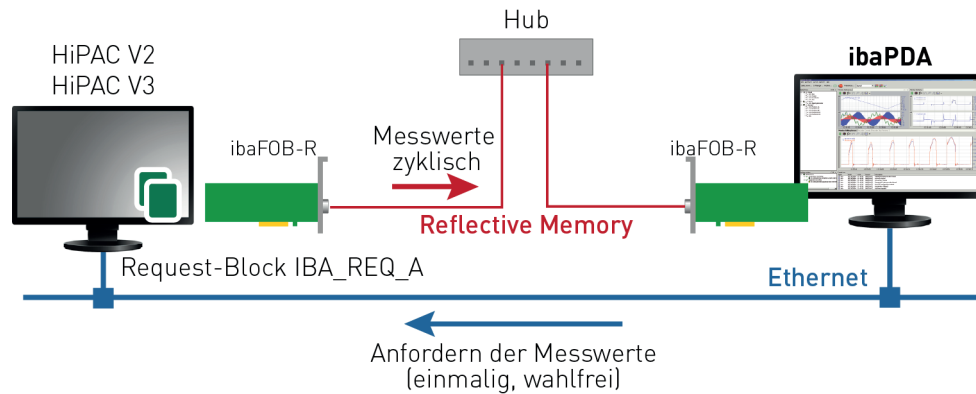 Hub
HiPAC V2
HiPAC V3
ibaPDA
ibaFOB-R
Messwerte
zyklisch
ibaFOB-R
Reflective Memory
Request-Block IBA_REQ_A
Ethernet
Anfordern der Messwerte
(einmalig, wahlfrei)